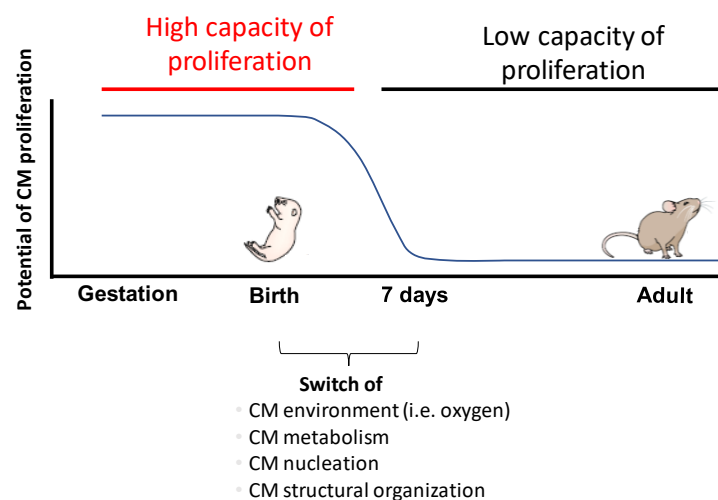 High capacity of
proliferation
Low capacity of
proliferation
Potential of CM proliferation
Gestation
Birth
7 days
Adult
Switch of
• CM environment (i.e. oxygen)
• CM metabolism
• CM nucleation
• CM structural organization